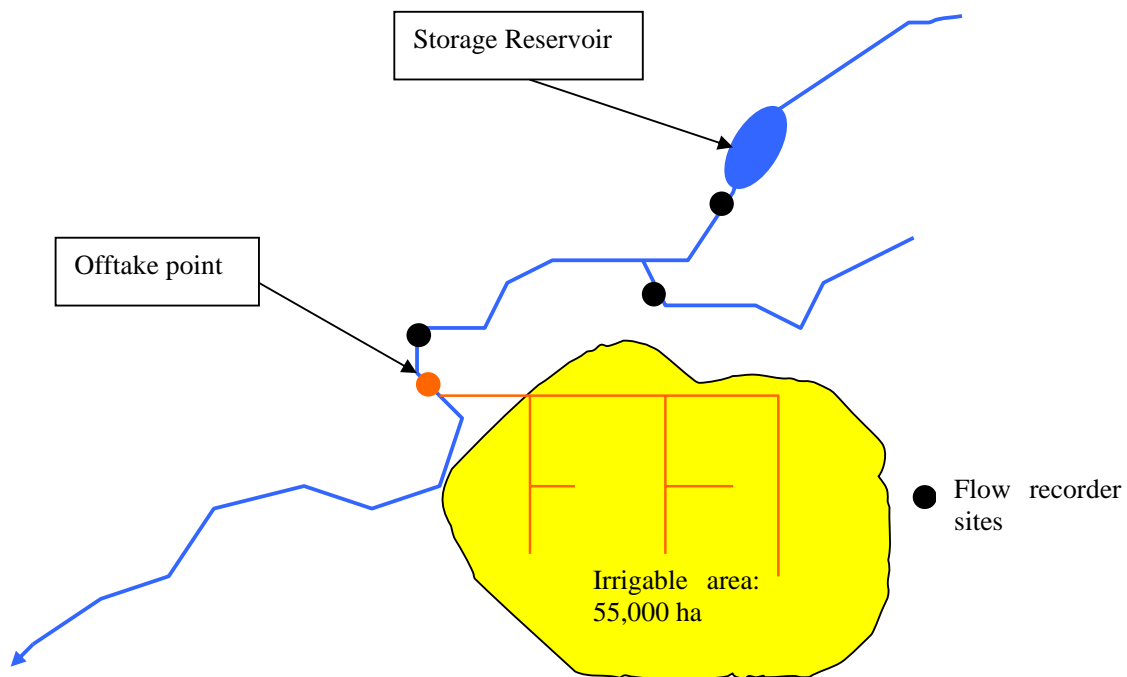 Storage Reservoir
Offtake point
Flow recorder
sites
Irrigable area:
55,000 ha